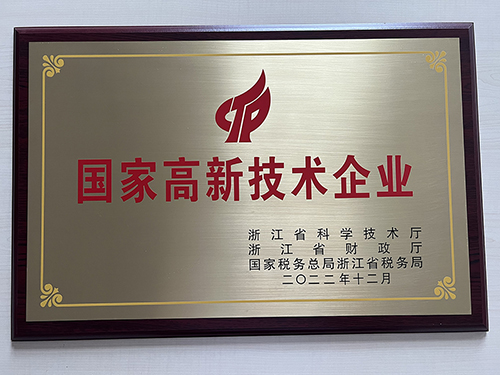 CTP
国家高新技术企业
浙江省科学技术厅
浙江省财政厅
国家税务总局浙江省税务局
二〇二二年十二月